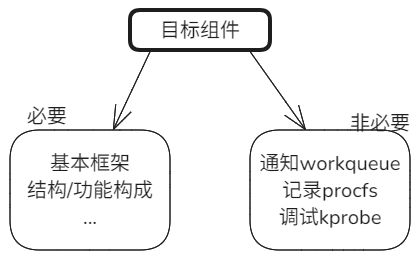 目标组件
必要
非必要
基本框架
结构/功能构成
...
通知workqueue
记录procfs
调试kprobe